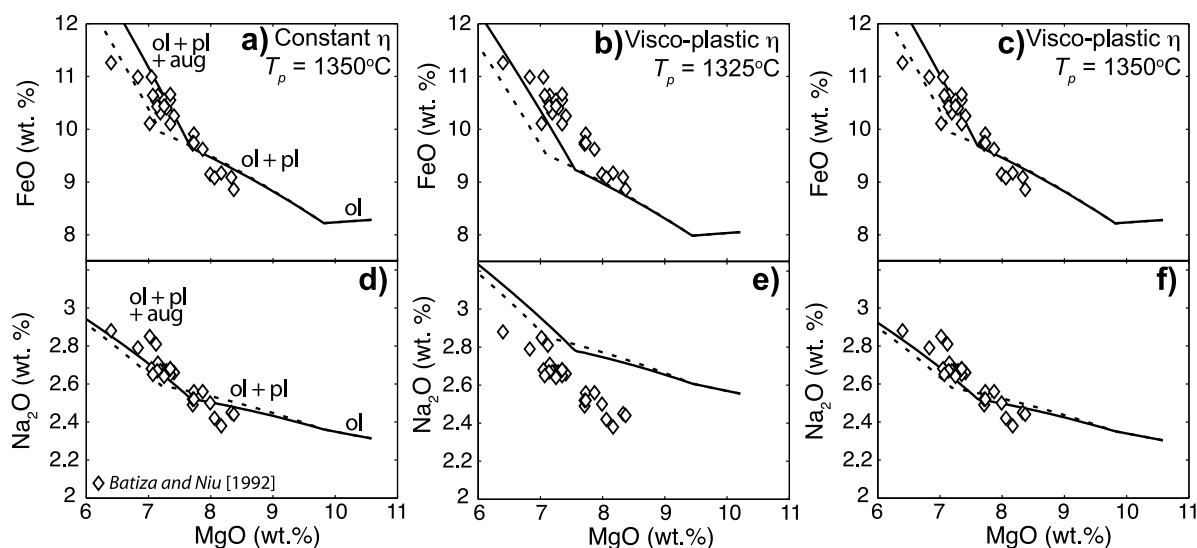 a) Constant η
Tp = 1350°C
ol + pl
+ aug
ol + pl
ol
FeO (wt. %)
12
11
10
9
8
b) Visco-plastic η
Tp = 1325°C
FeO (wt. %)
12
11
10
9
8
c) Visco-plastic η
Tp = 1350°C
FeO (wt. %)
12
11
10
9
8
d)
ol + pl
+ aug
ol + pl
ol
Na2O (wt. %)
3
2.8
2.6
2.4
2.2
2
Batiza and Niu [1992]
6 7 8 9 10 11
MgO (wt.%)
e)
Na2O (wt. %)
3
2.8
2.6
2.4
2.2
2
6 7 8 9 10 11
MgO (wt.%)
f)
Na2O (wt. %)
3
2.8
2.6
2.4
2.2
2
6 7 8 9 10 11
MgO (wt.%)